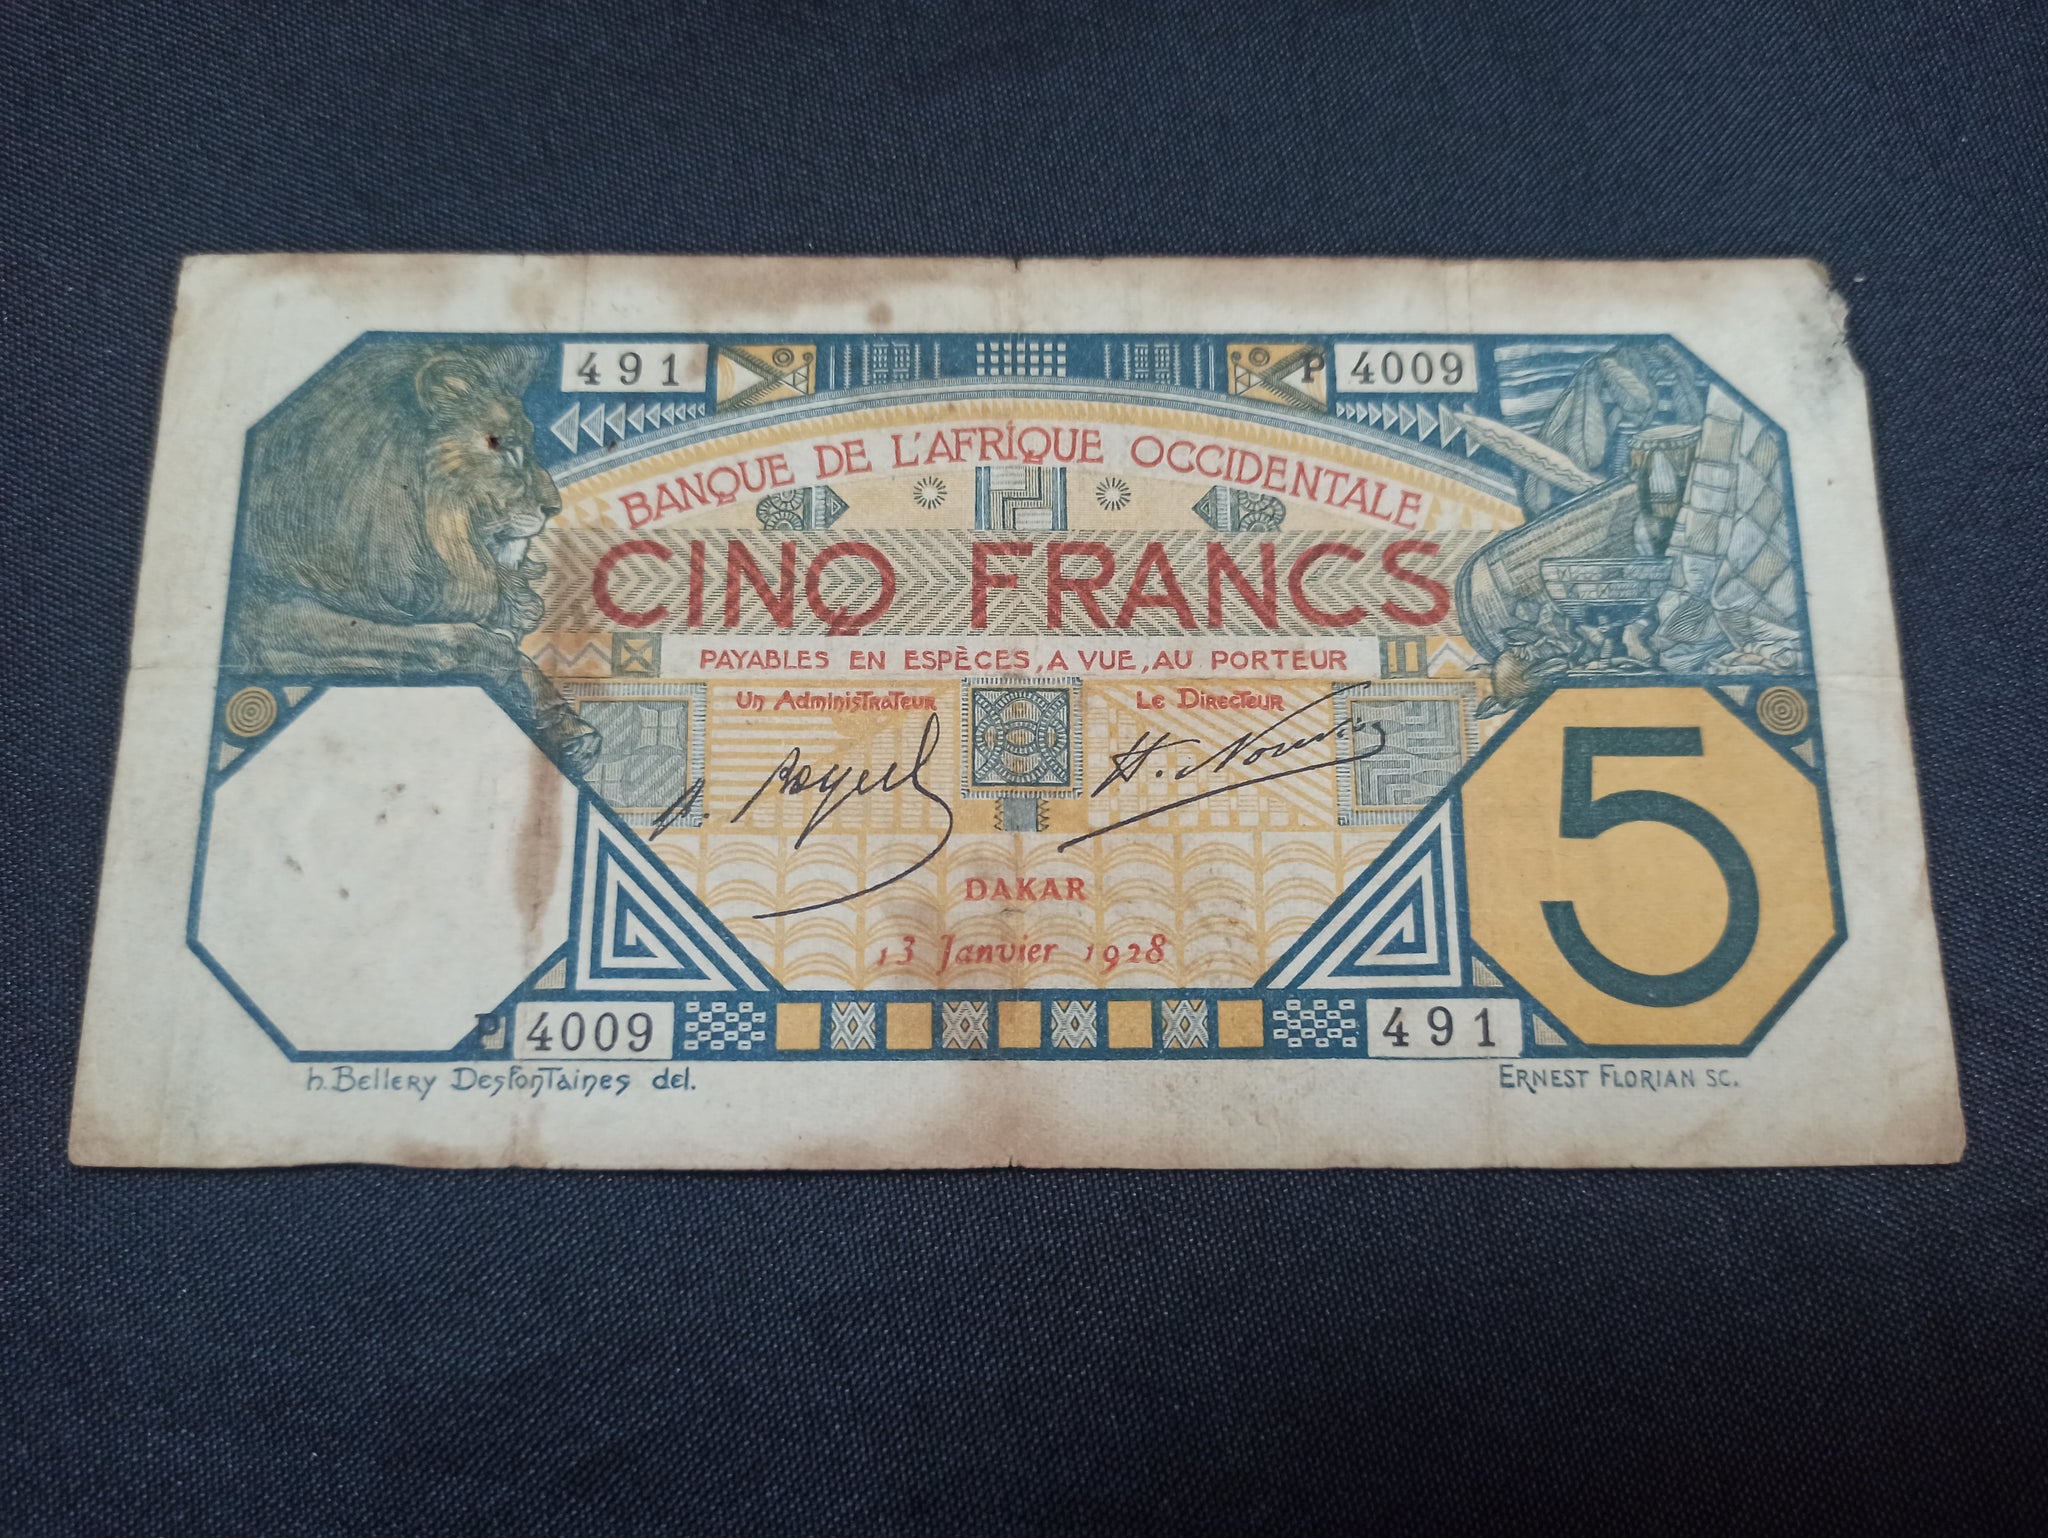 491 P 4009
BANQUE DE L'AFRIQUE OCCIDENTALE
CINQ FRANCS
PAYABLES EN ESPÈCES, A VUE, AU PORTEUR
Un Administrateur Le Directeur
DAKAR
13 Janvier 1928
5
P 4009 491
h. Bellery Desfontaines del. ERNEST FLORIAN SC.